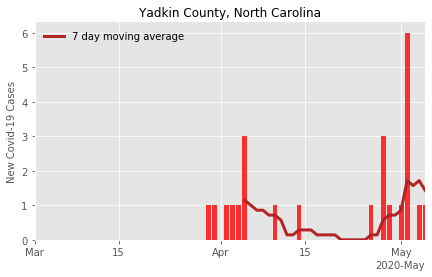 Yadkin County, North Carolina
7 day moving average
New Covid-19 Cases
6
5
4
3
2
1
0
Mar 15 Apr 15 May
2020-May